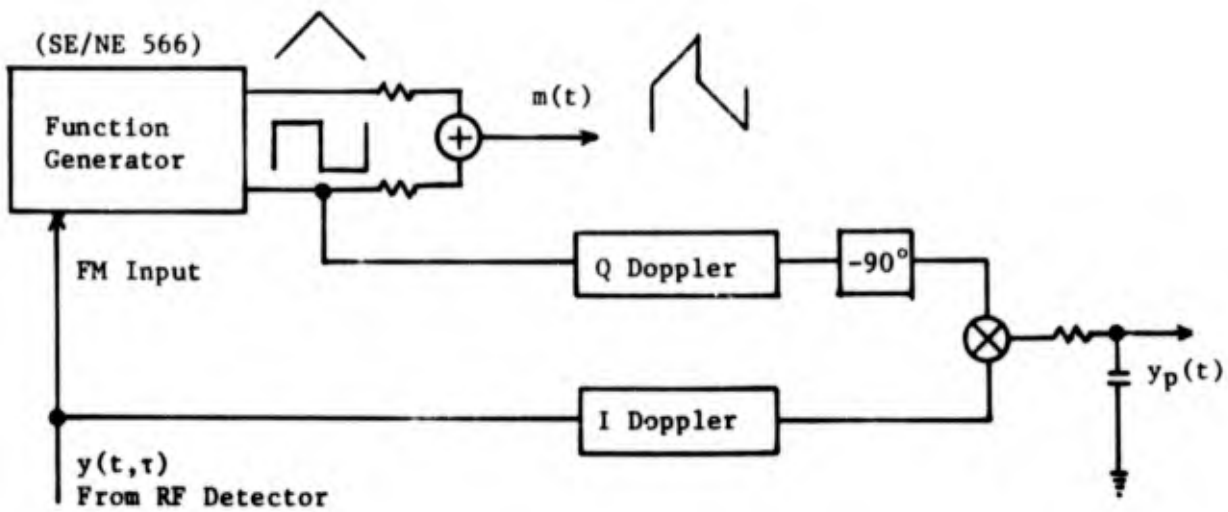 (SE/NE 566)
Function
Generator
m(t)
FM Input
Q Doppler
-90°
I Doppler
y_p(t)
y(t,τ)
From RF Detector